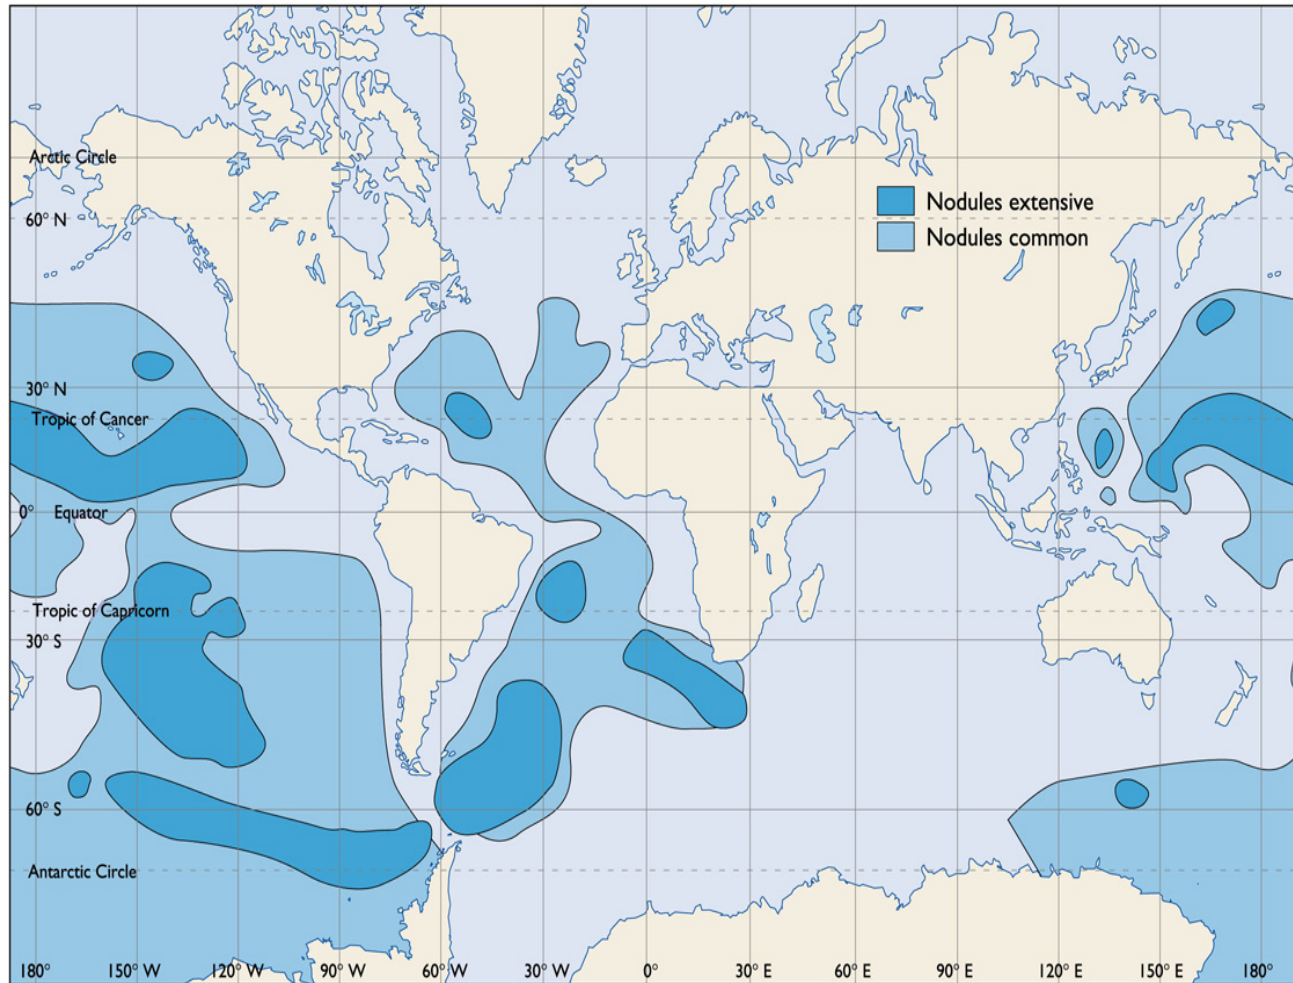 Arctic Circle
60° N
Nodules extensive
Nodules common
30° N
Tropic of Cancer
0° Equator
Tropic of Capricorn
30° S
60° S
Antarctic Circle
180° 150° W 120° W 90° W 60° W 30° W 0° 30° E 60° E 90° E 120° E 150° E 180°